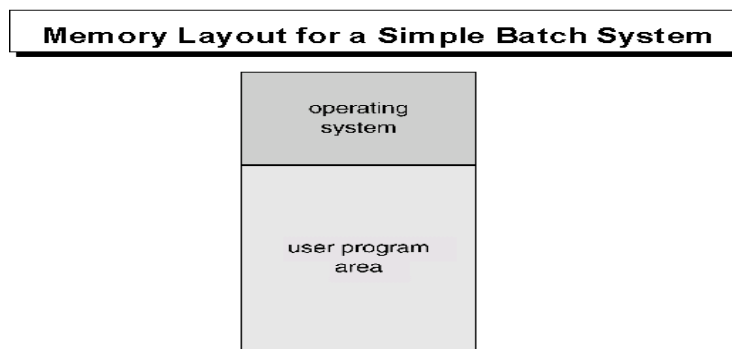 Memory Layout for a Simple Batch System
operating
system
user program
area